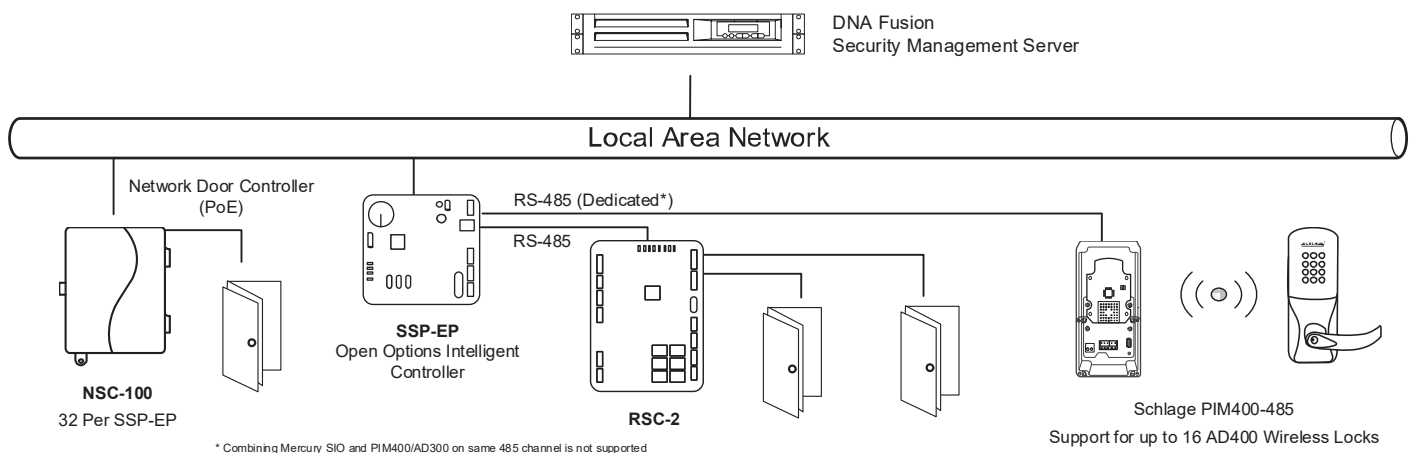 DNA Fusion
Security Management Server
Local Area Network
Network Door Controller
(PoE)
RS-485 (Dedicated*)
RS-485
SSP-EP
Open Options Intelligent
Controller
NSC-100
32 Per SSP-EP
RSC-2
Schlage PIM400-485
Support for up to 16 AD400 Wireless Locks
* Combining Mercury SIO and PIM400/AD300 on same 485 channel is not supported